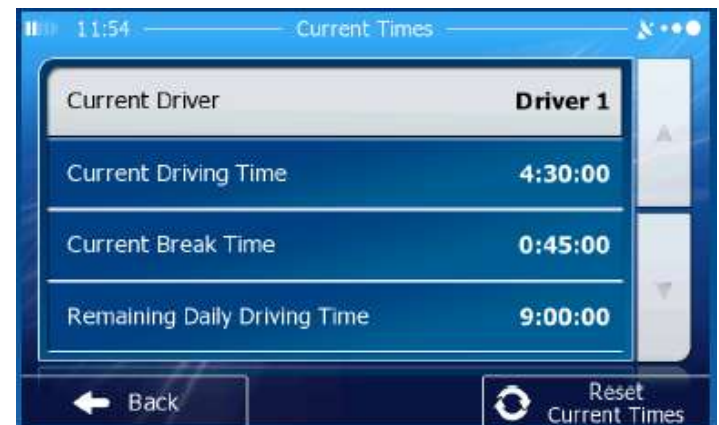 11:54 Current Times
Current Driver Driver 1
Current Driving Time 4:30:00
Current Break Time 0:45:00
Remaining Daily Driving Time 9:00:00
Back
Reset
Current Times